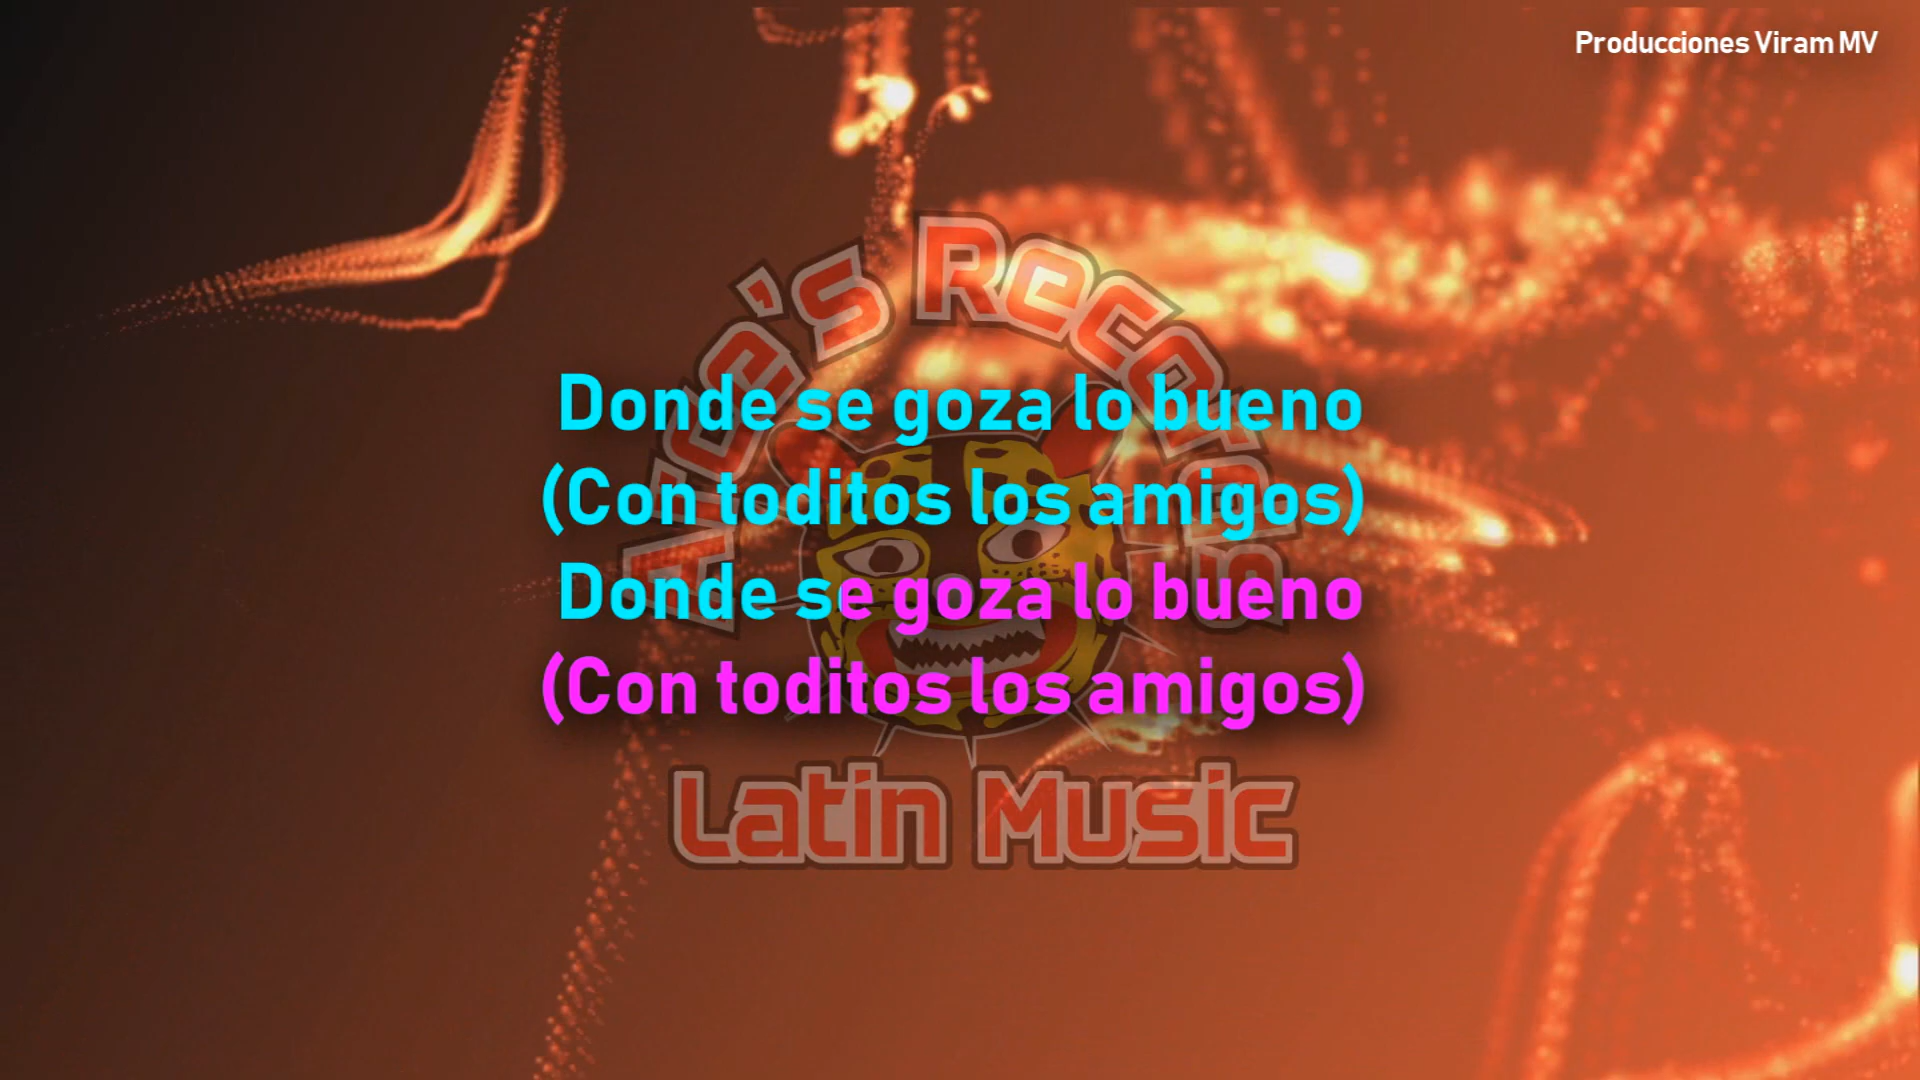 Producciones Viram MV
Donde se goza lo bueno
(Con toditos los amigos)
Donde se goza lo bueno
(Con toditos los amigos)
Latin Music